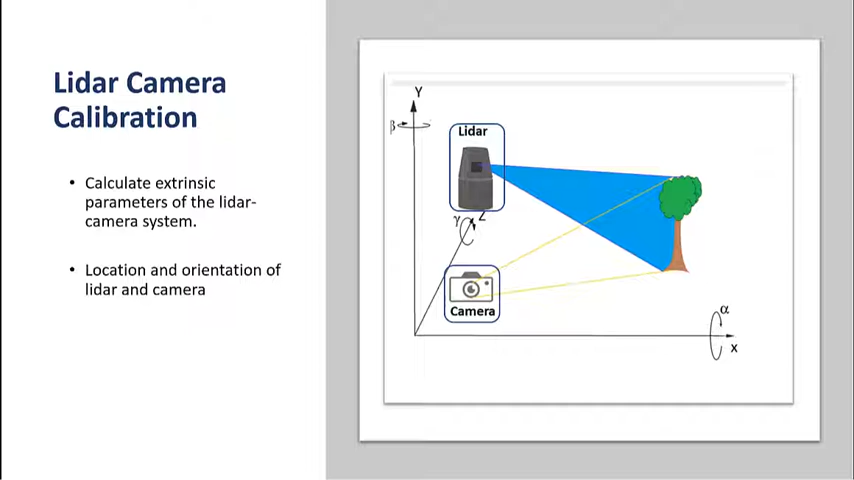 Lidar Camera
Calibration
• Calculate extrinsic
parameters of the lidar-
camera system.
• Location and orientation of
lidar and camera
Y
β
Lidar
γ
Z
Camera
α
X